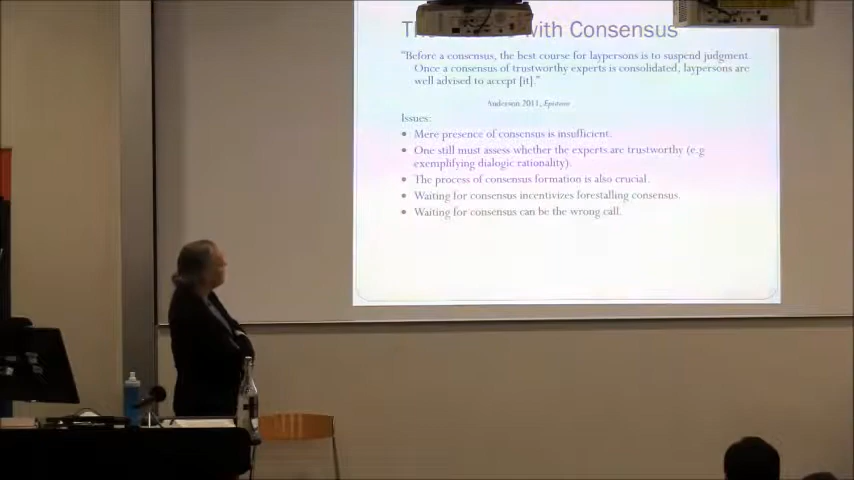 with Consensus
"Before a consensus, the best course for laypersons is to suspend judgment.
Once a consensus of trustworthy experts is consolidated, laypersons are
well advised to accept [it]."
Anderson 2011, Episteme
Issues:
• Mere presence of consensus is insufficient.
• One still must assess whether the experts are trustworthy (e.g
exemplifying dialogic rationality).
• The process of consensus formation is also crucial.
• Waiting for consensus incentivizes forestalling consensus.
• Waiting for consensus can be the wrong call.